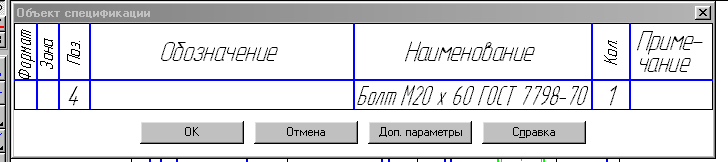 Объект спецификации
Формат Зона Поз. Обозначение Наименование Кол. Приме-
чание
4 Болт М20 x 60 ГОСТ 7798-70 1
ОК Отмена Доп. параметры Справка